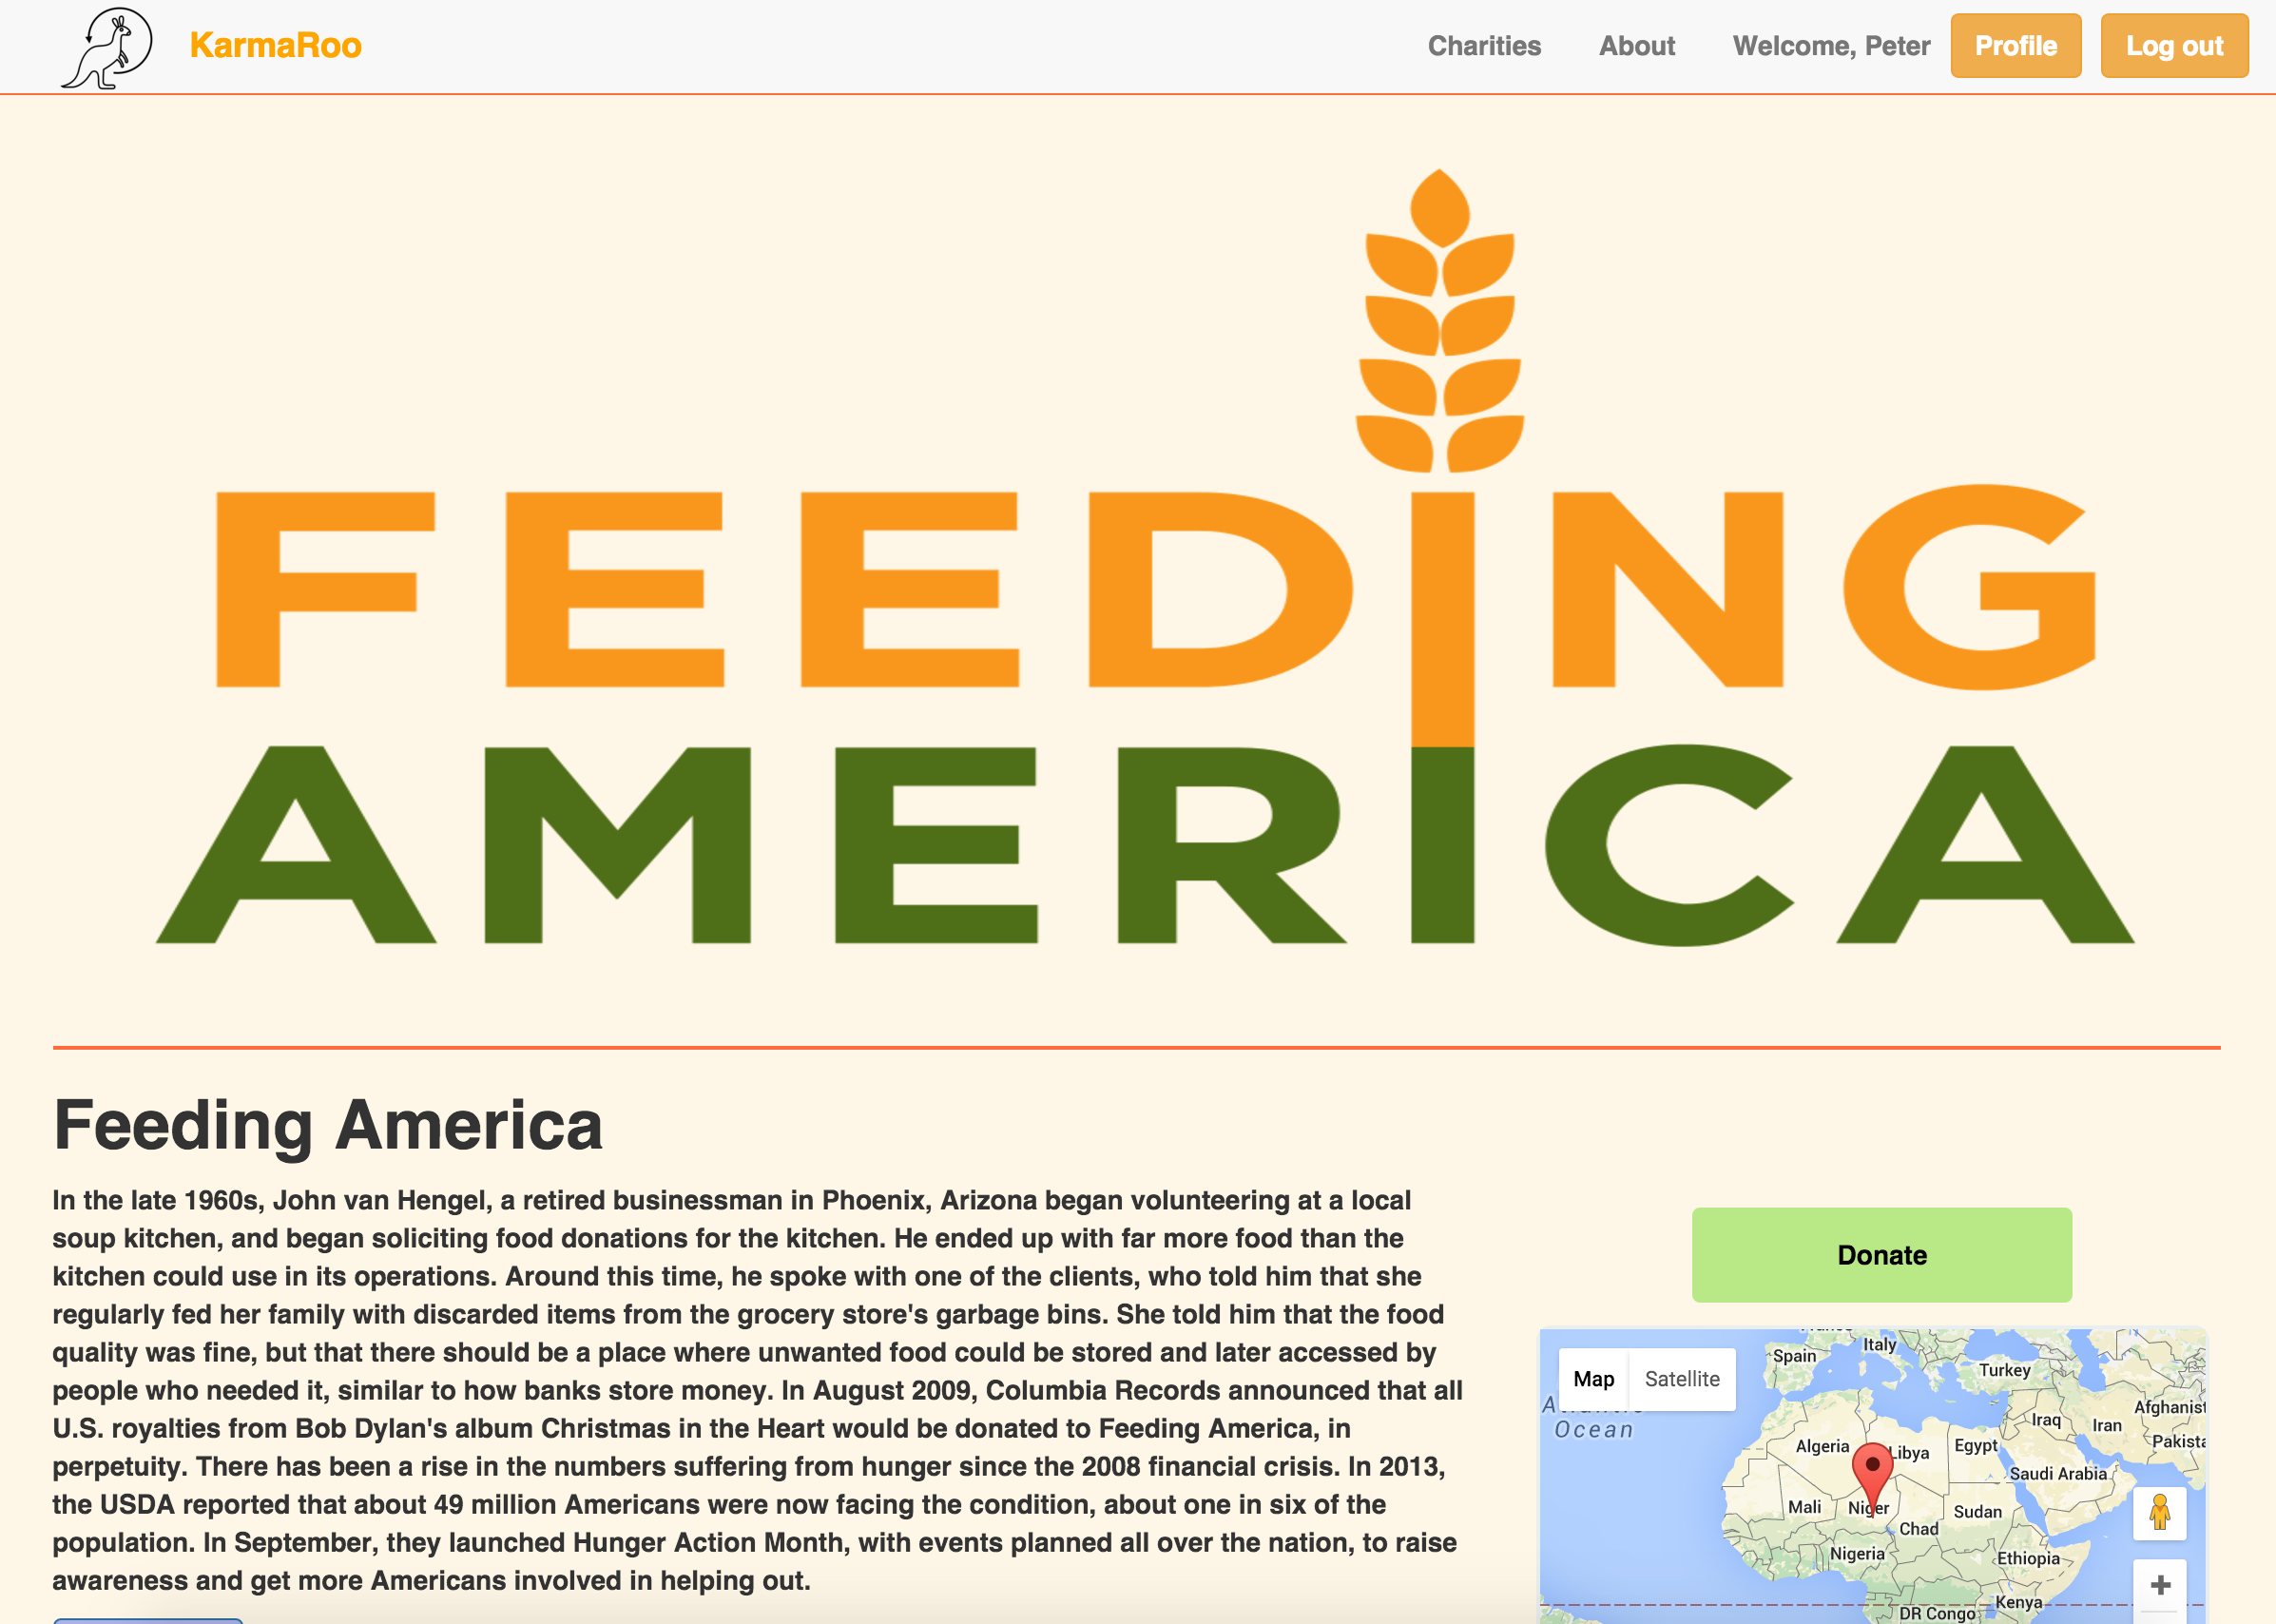 KarmaRoo
Charities
About
Welcome, Peter
Profile
Log out
FEEDING
AMERICA
Feeding America
In the late 1960s, John van Hengel, a retired businessman in Phoenix, Arizona began volunteering at a local
soup kitchen, and began soliciting food donations for the kitchen. He ended up with far more food than the
kitchen could use in its operations. Around this time, he spoke with one of the clients, who told him that she
regularly fed her family with discarded items from the grocery store's garbage bins. She told him that the food
quality was fine, but that there should be a place where unwanted food could be stored and later accessed by
people who needed it, similar to how banks store money. In August 2009, Columbia Records announced that all
U.S. royalties from Bob Dylan's album Christmas in the Heart would be donated to Feeding America, in
perpetuity. There has been a rise in the numbers suffering from hunger since the 2008 financial crisis. In 2013,
the USDA reported that about 49 million Americans were now facing the condition, about one in six of the
population. In September, they launched Hunger Action Month, with events planned all over the nation, to raise
awareness and get more Americans involved in helping out.
Donate
Map
Satellite
Spain
Italy
Turkey
Ocean
Iraq
Iran
Afghanist
Pakista
Algeria
Libya
Egypt
Saudi Arabia
Mali
Niger
Chad
Sudan
Nigeria
Ethiopia
Kenya
DR Congo
+